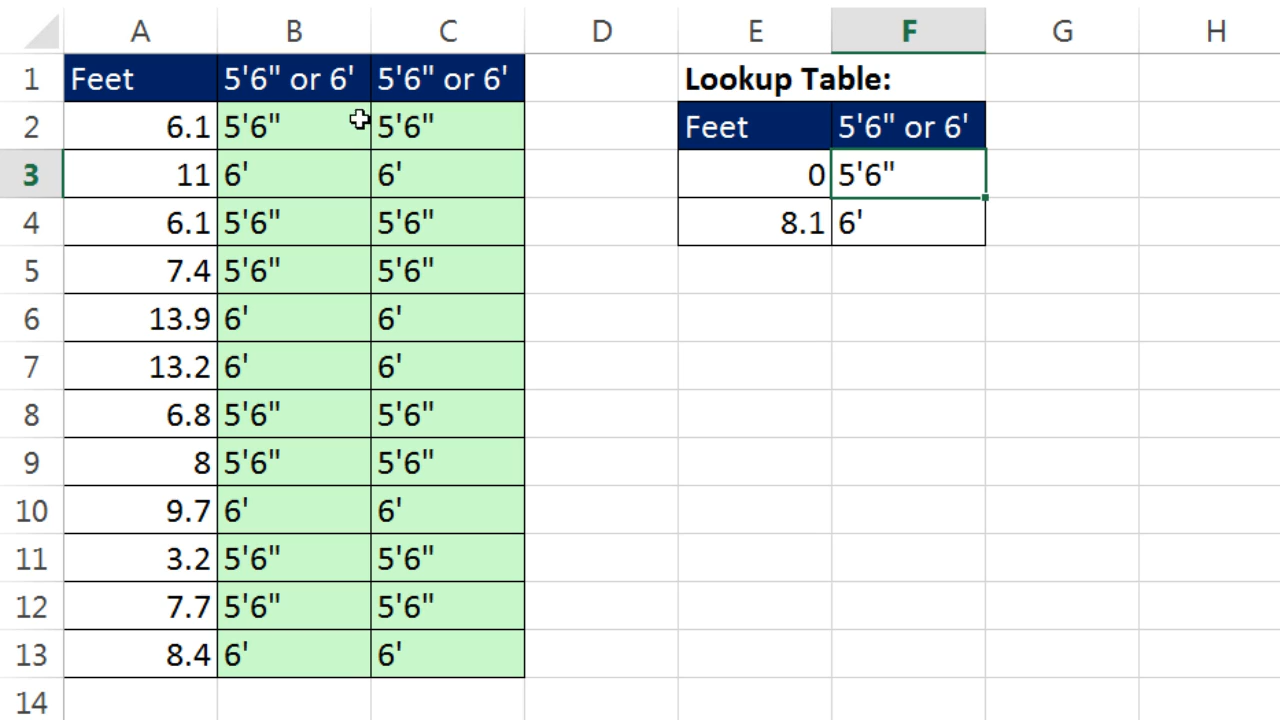 A B C D E F G H
1 Feet 5'6" or 6' 5'6" or 6' Lookup Table:
2 6.1 5'6" 5'6" Feet 5'6" or 6'
3 11 6' 6' 0 5'6"
4 6.1 5'6" 5'6" 8.1 6'
5 7.4 5'6" 5'6"
6 13.9 6' 6'
7 13.2 6' 6'
8 6.8 5'6" 5'6"
9 8 5'6" 5'6"
10 9.7 6' 6'
11 3.2 5'6" 5'6"
12 7.7 5'6" 5'6"
13 8.4 6' 6'
14